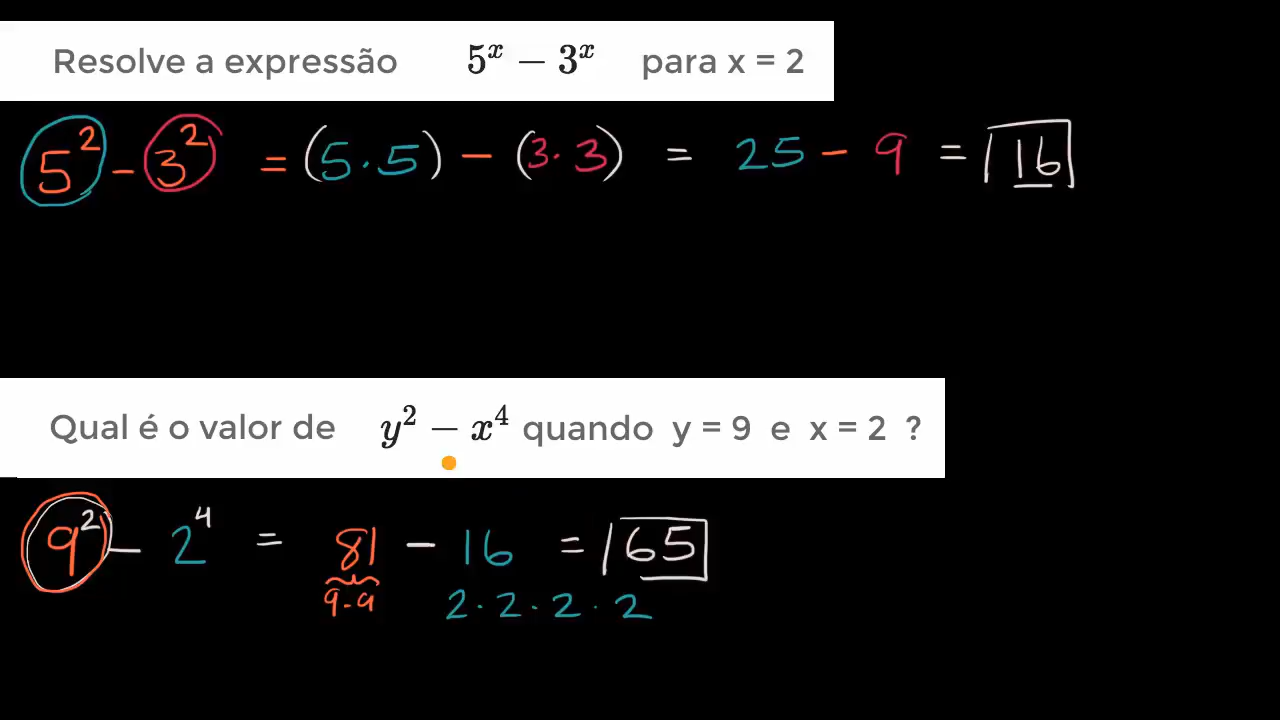 Resolve a expressão 5^x − 3^x para x = 2
5² - 3² = (5·5) - (3·3) = 25 - 9 = 16
Qual é o valor de y² − x⁴ quando y = 9 e x = 2 ?
9² - 2⁴ = 81 - 16 = 65
9·9 2·2·2·2